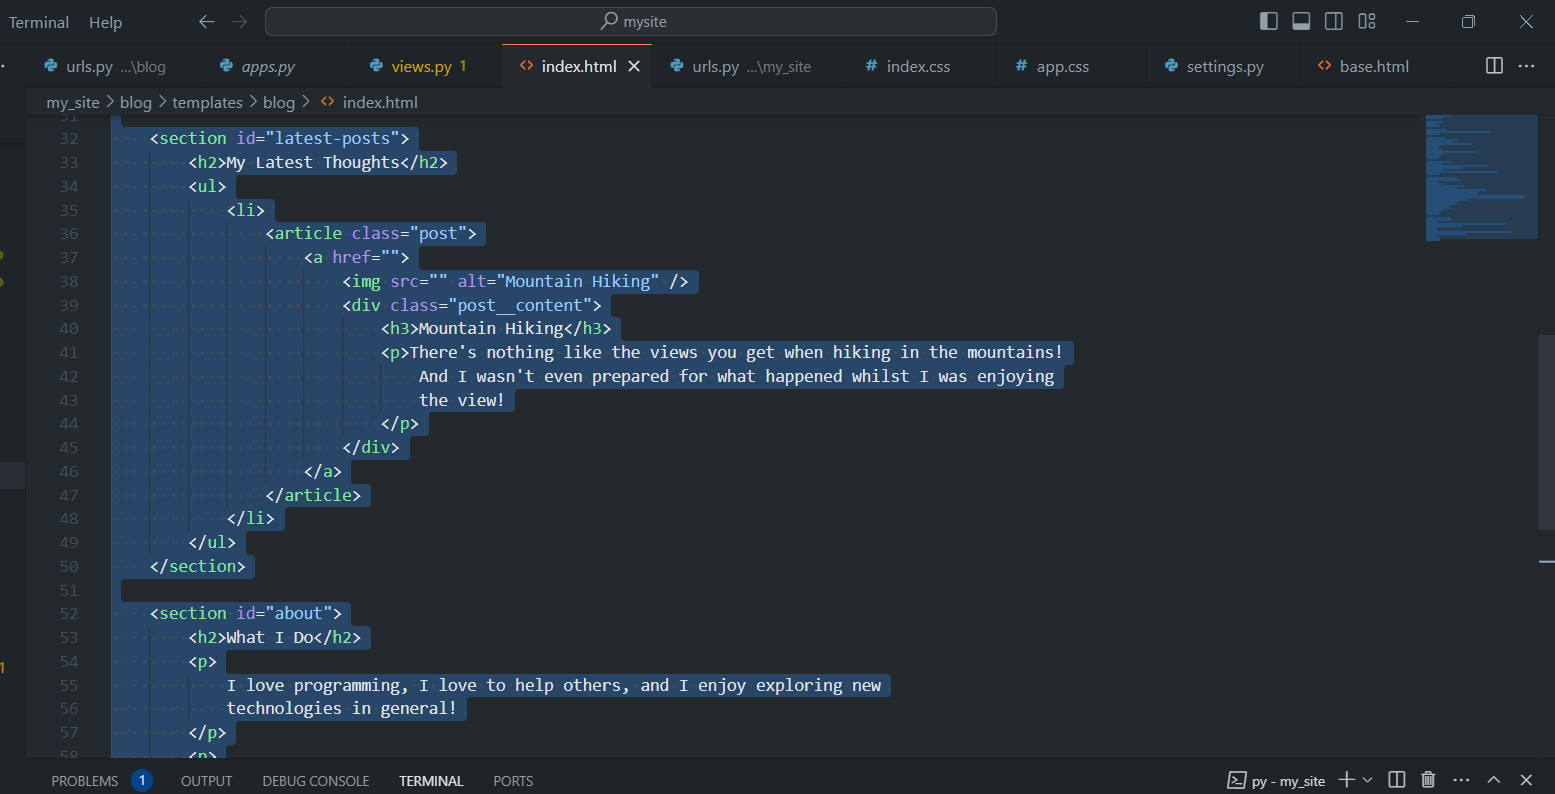 Terminal Help mysite
urls.py ...\blog apps.py views.py 1 index.html urls.py ...\my_site index.css app.css settings.py base.html
my_site > blog > templates > blog > index.html
31
32 <section id="latest-posts">
33 <h2>My Latest Thoughts</h2>
34 <ul>
35 <li>
36 <article class="post">
37 <a href="">
38 <img src="" alt="Mountain Hiking" />
39 <div class="post__content">
40 <h3>Mountain Hiking</h3>
41 <p>There's nothing like the views you get when hiking in the mountains!
42 And I wasn't even prepared for what happened whilst I was enjoying
43 the view!
44 </p>
45 </div>
46 </a>
47 </article>
48 </li>
49 </ul>
50 </section>
51
52 <section id="about">
53 <h2>What I Do</h2>
54 <p>
55 I love programming, I love to help others, and I enjoy exploring new
56 technologies in general!
57 </p>
58 <p>
1
PROBLEMS 1 OUTPUT DEBUG CONSOLE TERMINAL PORTS py - my_site